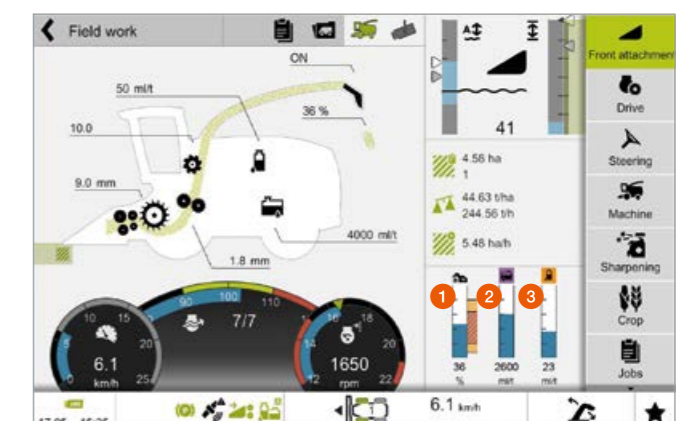 Field work
ON
50 ml/t
36 %
10.0
9.0 mm
4000 ml/t
1.8 mm
41
4.56 ha
1
44.63 t/ha
244.56 t/h
5.48 ha/h
90 100 110
7/7
5 10 15 20 25
0
6.1
km/h
12 14 16 18 20 22
1650
rpm
1 2 3
36 2600 23
% ml/t ml/t
6.1 km/h
1
Front attachment
Drive
Steering
Machine
Sharpening
Crop
Jobs